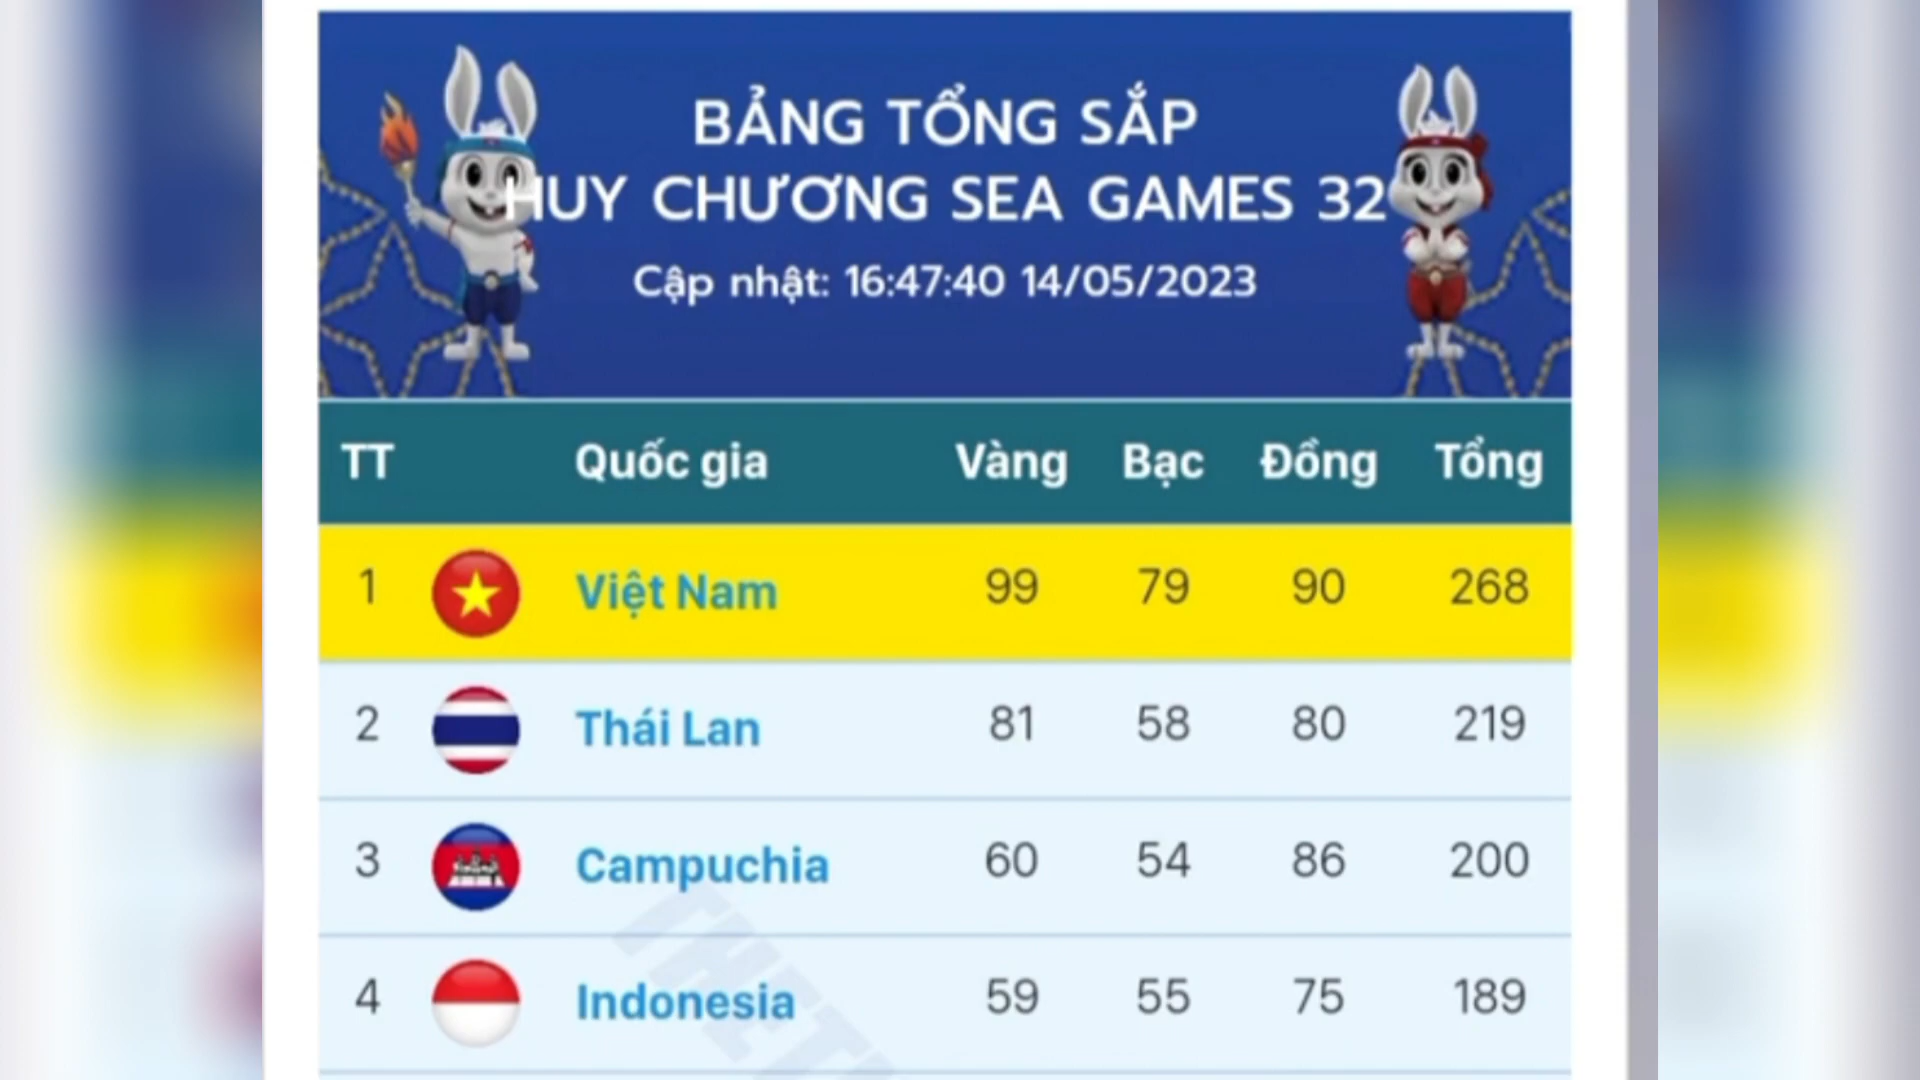 BẢNG TỔNG SẮP
HUY CHƯƠNG SEA GAMES 32
Cập nhật: 16:47:40 14/05/2023
TT Quốc gia Vàng Bạc Đồng Tổng
1 Việt Nam 99 79 90 268
2 Thái Lan 81 58 80 219
3 Campuchia 60 54 86 200
4 Indonesia 59 55 75 189